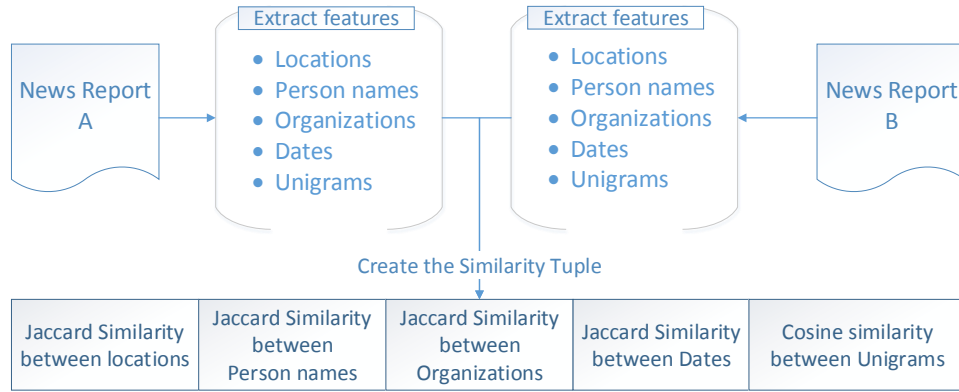 Extract features
Extract features
News Report
A
• Locations
• Person names
• Organizations
• Dates
• Unigrams
• Locations
• Person names
• Organizations
• Dates
• Unigrams
News Report
B
Create the Similarity Tuple
Jaccard Similarity
between locations
Jaccard Similarity
between
Person names
Jaccard Similarity
between
Organizations
Jaccard Similarity
between Dates
Cosine similarity
between Unigrams